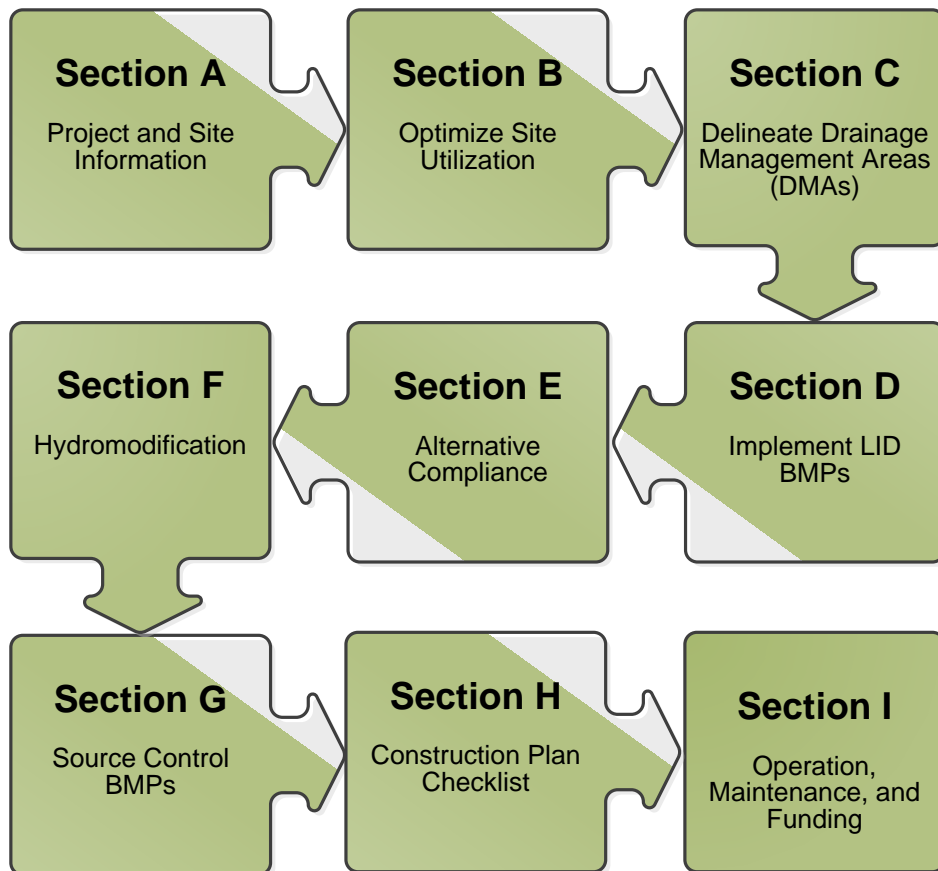 Section A
Project and Site
Information
Section B
Optimize Site
Utilization
Section C
Delineate Drainage
Management Areas
(DMAs)
Section F
Hydromodification
Section E
Alternative
Compliance
Section D
Implement LID
BMPs
Section G
Source Control
BMPs
Section H
Construction Plan
Checklist
Section I
Operation,
Maintenance, and
Funding